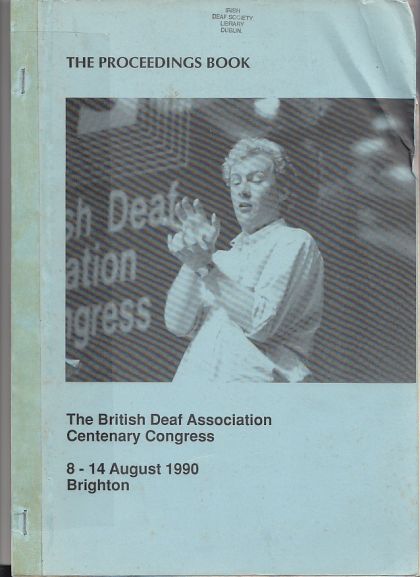 IRISH
DEAF SOCIETY
LIBRARY
DUBLIN.
THE PROCEEDINGS BOOK
sh Deaf
ation
ngress
The British Deaf Association
Centenary Congress
8 - 14 August 1990
Brighton